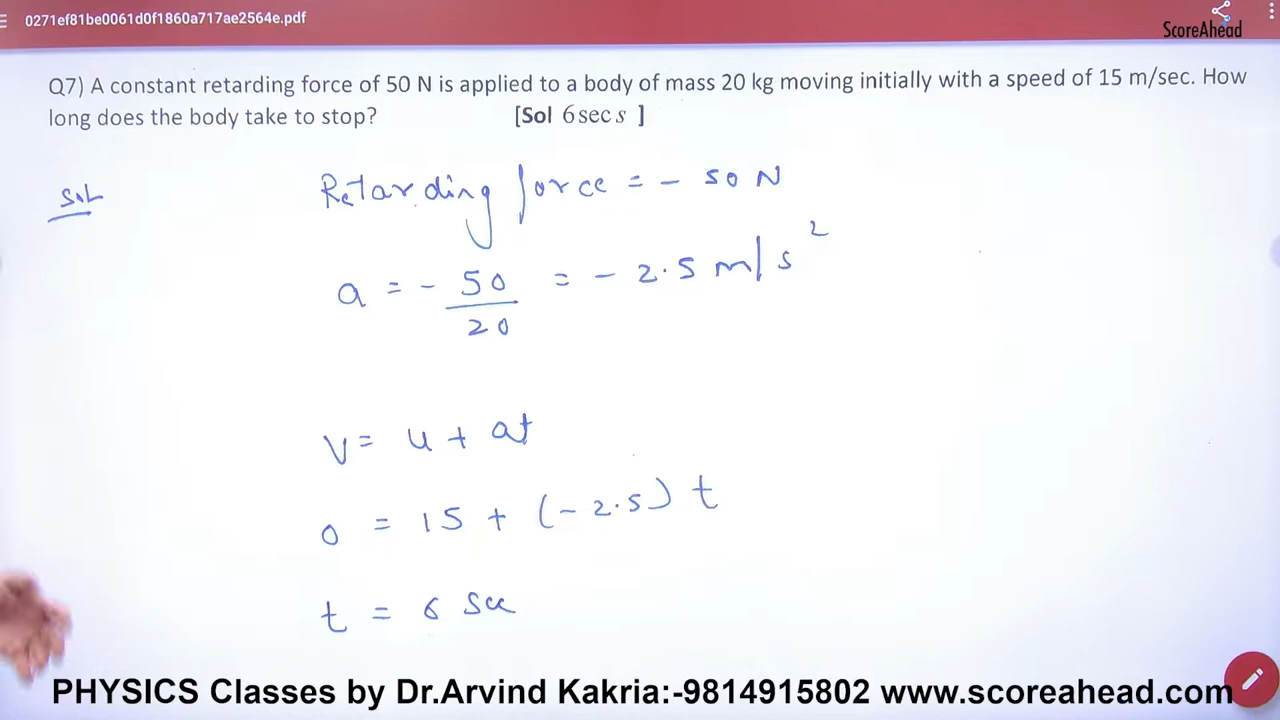 0271ef81be0061d0f1860a717ae2564e.pdf
ScoreAhead
Q7) A constant retarding force of 50 N is applied to a body of mass 20 kg moving initially with a speed of 15 m/sec. How
long does the body take to stop? [Sol 6secs ]
Sol
Retarding force = - 50 N
a = - 50/20 = - 2.5 m/s²
V = u + at
0 = 15 + (-2.5) t
t = 6 sec
PHYSICS Classes by Dr.Arvind Kakria:-9814915802 www.scoreahead.com